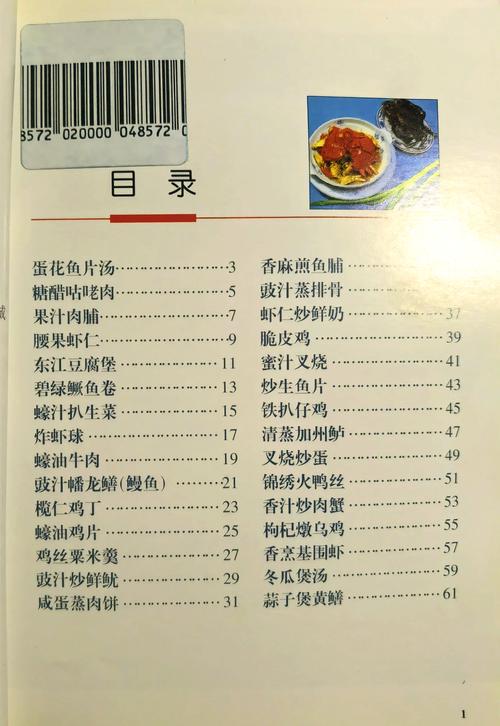 8572 020000 048572 0
目 录
蛋花鱼片汤……………………3
糖醋咕咾肉……………………5
果汁肉脯………………………7
腰果虾仁………………………9
东江豆腐煲……………………11
碧绿鳜鱼卷……………………13
蠔汁扒生菜……………………15
炸虾球…………………………17
蠔油牛肉………………………19
豉汁幡龙鳝(鳗鱼)……………21
榄仁鸡丁………………………23
蠔油鸡片………………………25
鸡丝粟米羹……………………27
豉汁炒鲜鱿……………………29
咸蛋蒸肉饼……………………31
香麻煎鱼脯……………………
豉汁蒸排骨……………………
虾仁炒鲜奶……………………37
脆皮鸡…………………………39
蜜汁叉烧………………………41
炒生鱼片………………………43
铁扒仔鸡………………………45
清蒸加州鲈……………………47
叉烧炒蛋………………………49
锦绣火鸭丝……………………51
香汁炒肉蟹……………………53
枸杞燉乌鸡……………………55
香烹基围虾……………………57
冬瓜煲汤………………………59
蒜子煲黄鳝……………………61
1